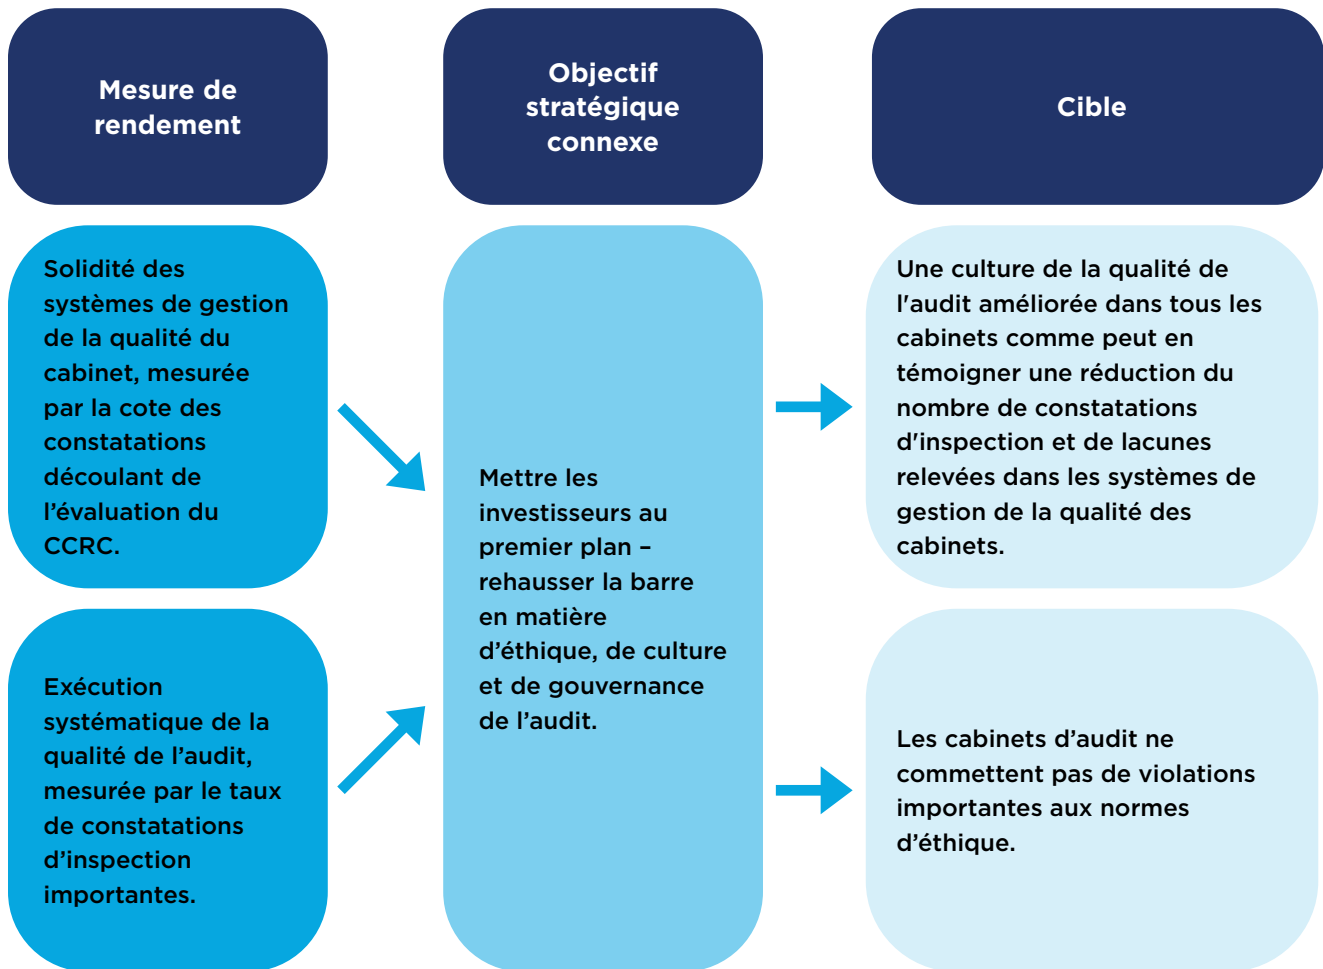 Mesure de
rendement
Objectif
stratégique
connexe
Cible
Solidité des
systèmes de gestion
de la qualité du
cabinet, mesurée
par la cote des
constatations
découlant de
l’évaluation du
CCRC.
Exécution
systématique de la
qualité de l’audit,
mesurée par le taux
de constatations
d’inspection
importantes.
Mettre les
investisseurs au
premier plan –
rehausser la barre
en matière
d’éthique, de culture
et de gouvernance
de l’audit.
Une culture de la qualité de
l'audit améliorée dans tous les
cabinets comme peut en
témoigner une réduction du
nombre de constatations
d'inspection et de lacunes
relevées dans les systèmes de
gestion de la qualité des
cabinets.
Les cabinets d’audit ne
commettent pas de violations
importantes aux normes
d’éthique.